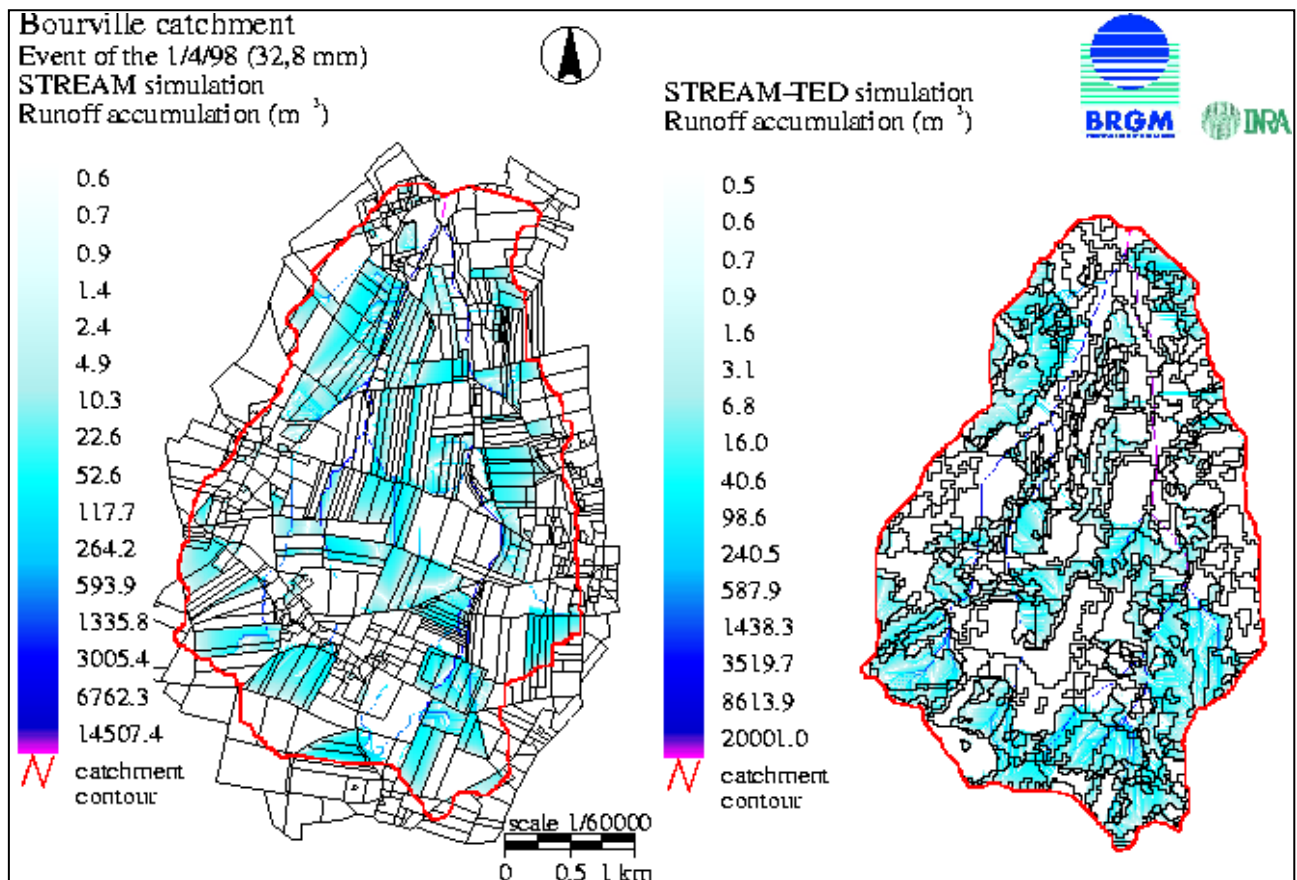 Bourville catchment
Event of the 1/4/98 (32,8 mm)
STREAM simulation
Runoff accumulation (m ³)
0.6
0.7
0.9
1.4
2.4
4.9
10.3
22.6
52.6
117.7
264.2
593.9
1335.8
3005.4
6762.3
14507.4
catchment
contour
scale 1/60000
0 0.5 1 km
STREAM-TED simulation
Runoff accumulation (m ³)
BRGM
INRA
0.5
0.6
0.7
0.9
1.6
3.1
6.8
16.0
40.6
98.6
240.5
587.9
1438.3
3519.7
8613.9
20001.0
catchment
contour